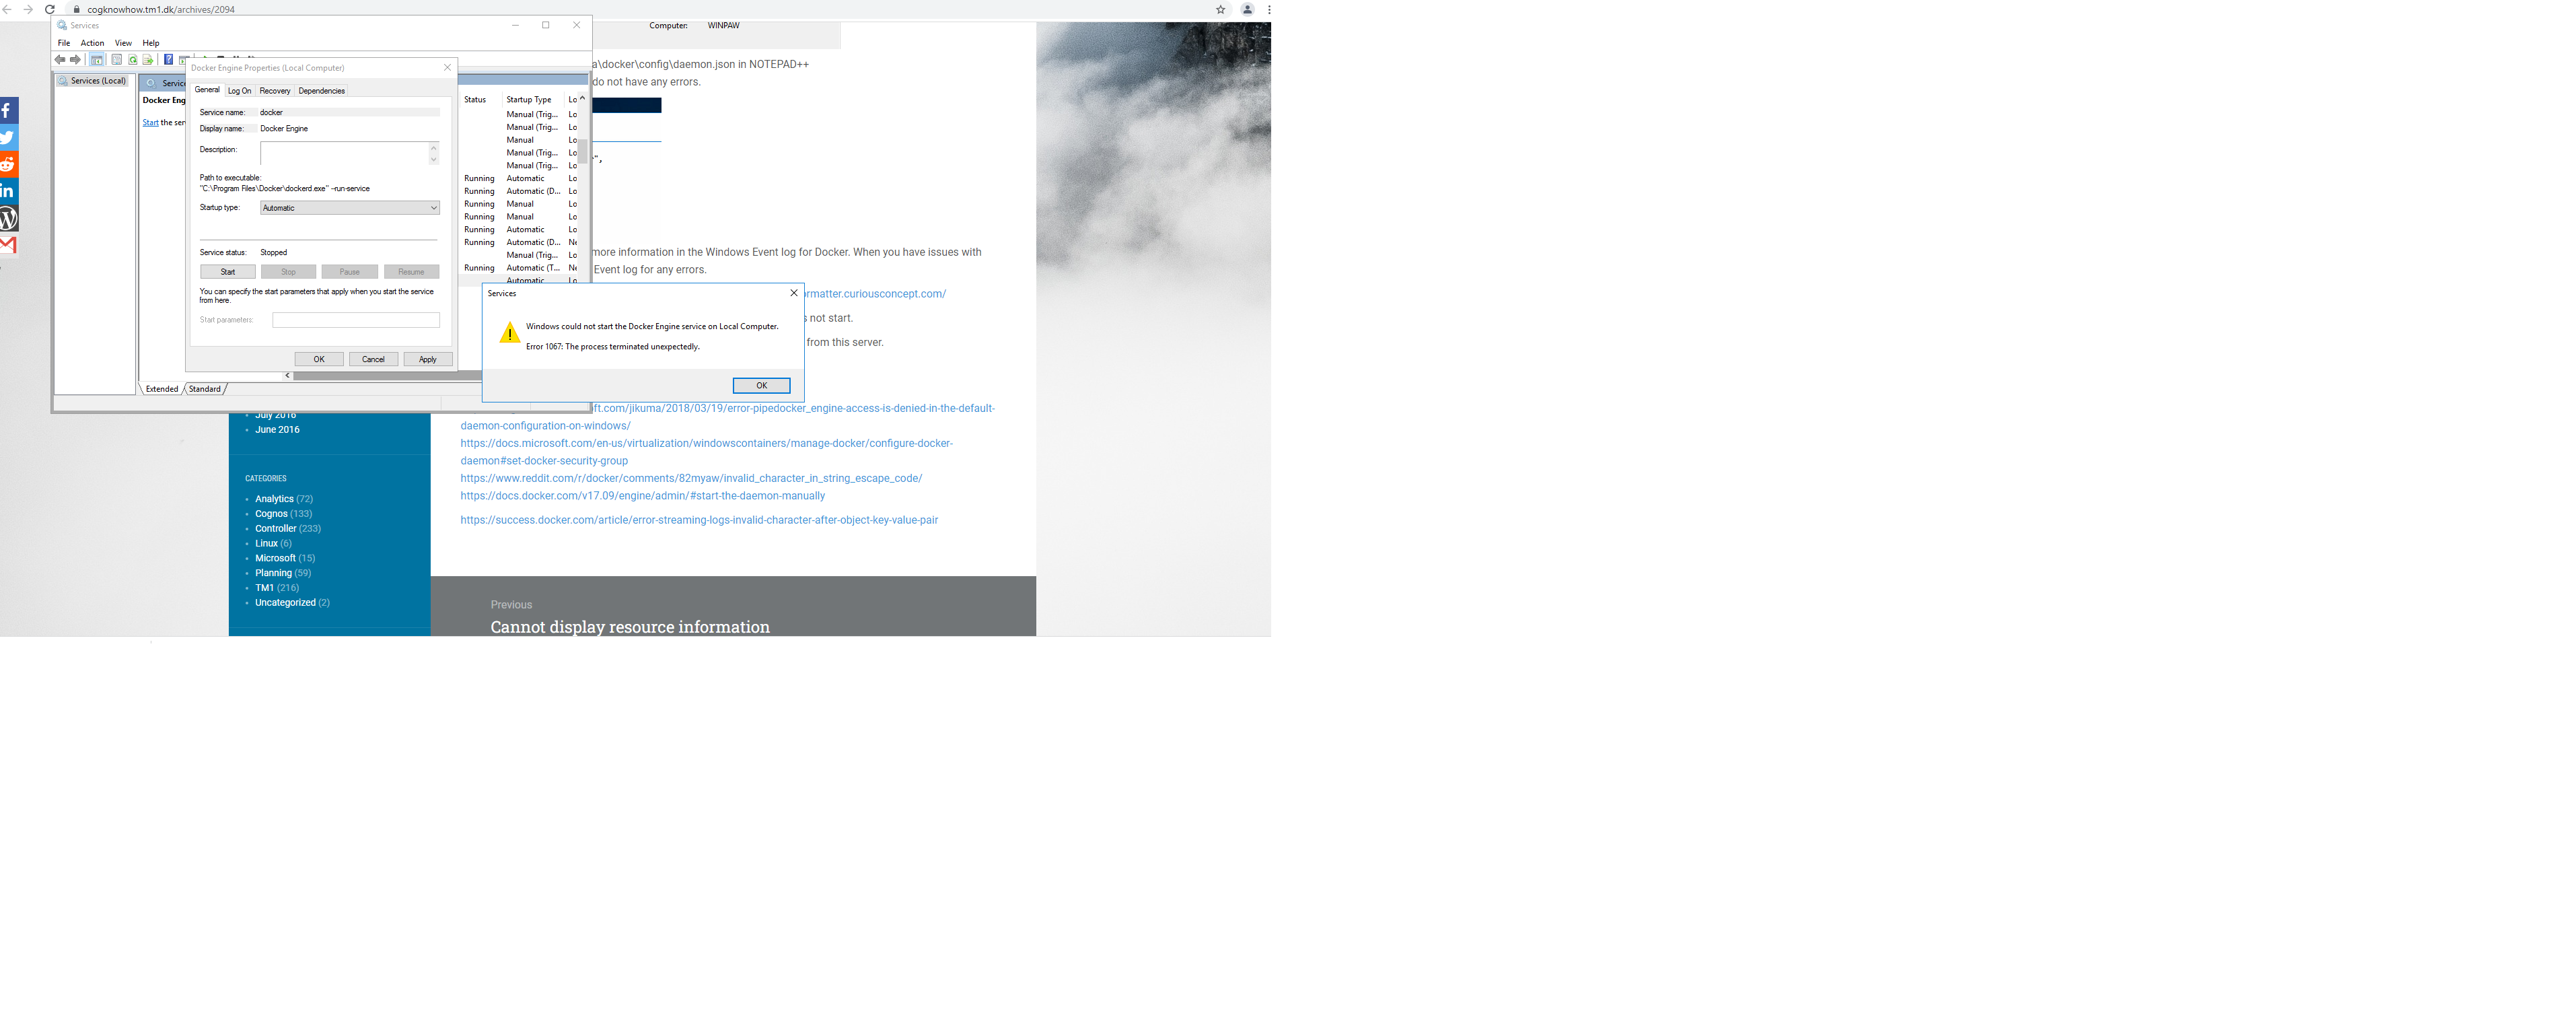 cogknowhow.tm1.dk/archives/2094
Services
File Action View Help
Services (Local)
Docker Engine Properties (Local Computer)
General Log On Recovery Dependencies
Service name: docker
Display name: Docker Engine
Description:
Path to executable:
"C:\Program Files\Docker\dockerd.exe" --run-service
Startup type: Automatic
Service status: Stopped
Start Stop Pause Resume
You can specify the start parameters that apply when you start the service
from here.
Start parameters:
OK Cancel Apply
Docker Eng
Start the ser
Extended Standard
Status Startup Type Lo
Manual (Trig... Lo
Manual (Trig... Lo
Manual Lo
Manual (Trig... Lo
Manual (Trig... Lo
Running Automatic Lo
Running Automatic (D... Lo
Running Manual Lo
Running Manual Lo
Running Automatic Lo
Running Automatic (D... Ne
Manual (Trig... Lo
Running Automatic (T... Ne
Automatic Lo
Services
Windows could not start the Docker Engine service on Local Computer.
Error 1067: The process terminated unexpectedly.
OK
Computer: WINPAW
a\docker\config\daemon.json in NOTEPAD++
do not have any errors.
",
more information in the Windows Event log for Docker. When you have issues with
Event log for any errors.
rmatter.curiousconcept.com/
s not start.
from this server.
ft.com/jikuma/2018/03/19/error-pipedocker_engine-access-is-denied-in-the-default-
daemon-configuration-on-windows/
https://docs.microsoft.com/en-us/virtualization/windowscontainers/manage-docker/configure-docker-
daemon#set-docker-security-group
https://www.reddit.com/r/docker/comments/82myaw/invalid_character_in_string_escape_code/
https://docs.docker.com/v17.09/engine/admin/#start-the-daemon-manually
https://success.docker.com/article/error-streaming-logs-invalid-character-after-object-key-value-pair
July 2016
June 2016
CATEGORIES
Analytics (72)
Cognos (133)
Controller (233)
Linux (6)
Microsoft (15)
Planning (59)
TM1 (216)
Uncategorized (2)
Previous
Cannot display resource information